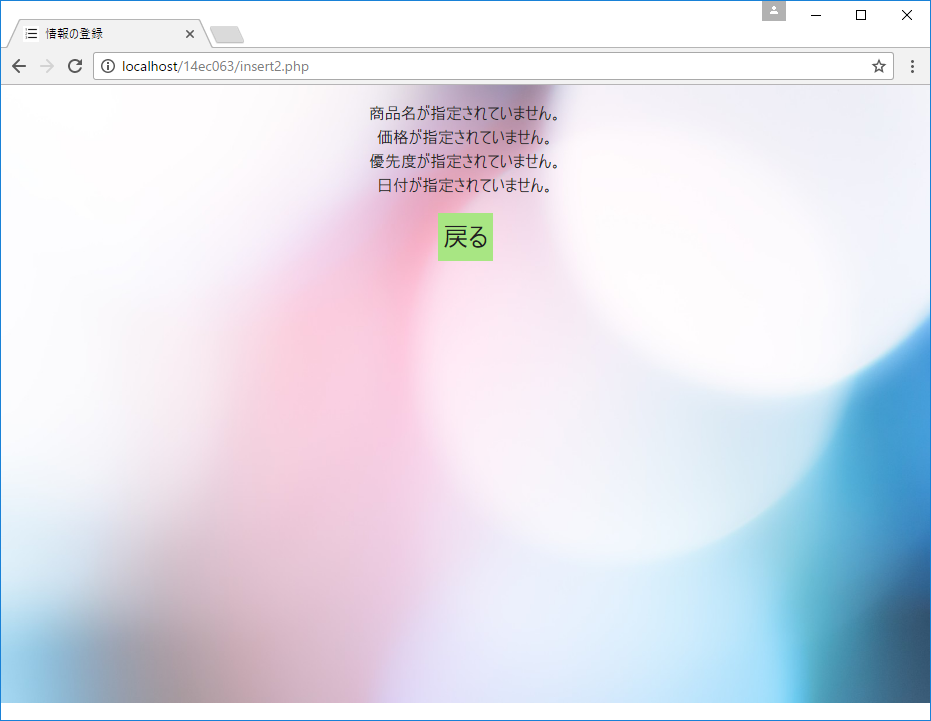 情報の登録
localhost/14ec063/insert2.php
商品名が指定されていません。
価格が指定されていません。
優先度が指定されていません。
日付が指定されていません。
戻る